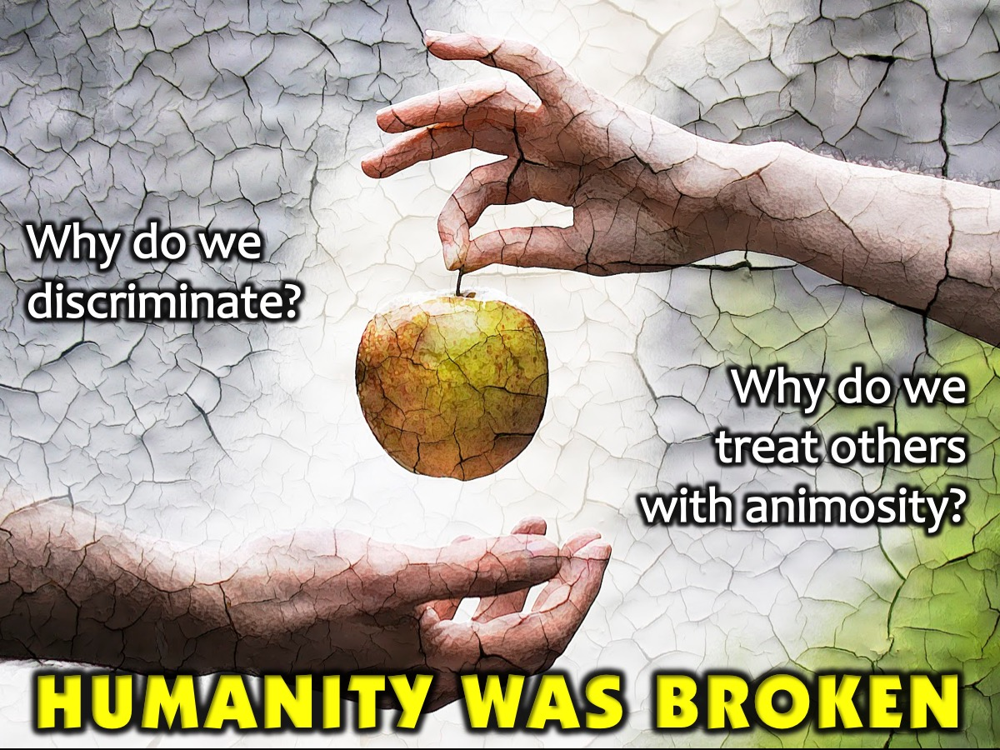 Why do we
discriminate?
Why do we
treat others
with animosity?
HUMANITY WAS BROKEN